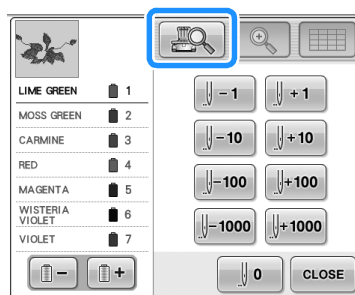 LIME GREEN 1
MOSS GREEN 2
CARMINE 3
RED 4
MAGENTA 5
WISTERIA
VIOLET 6
VIOLET 7
− 1 + 1
− 10 + 10
−100 +100
−1000 +1000
− + 0 CLOSE